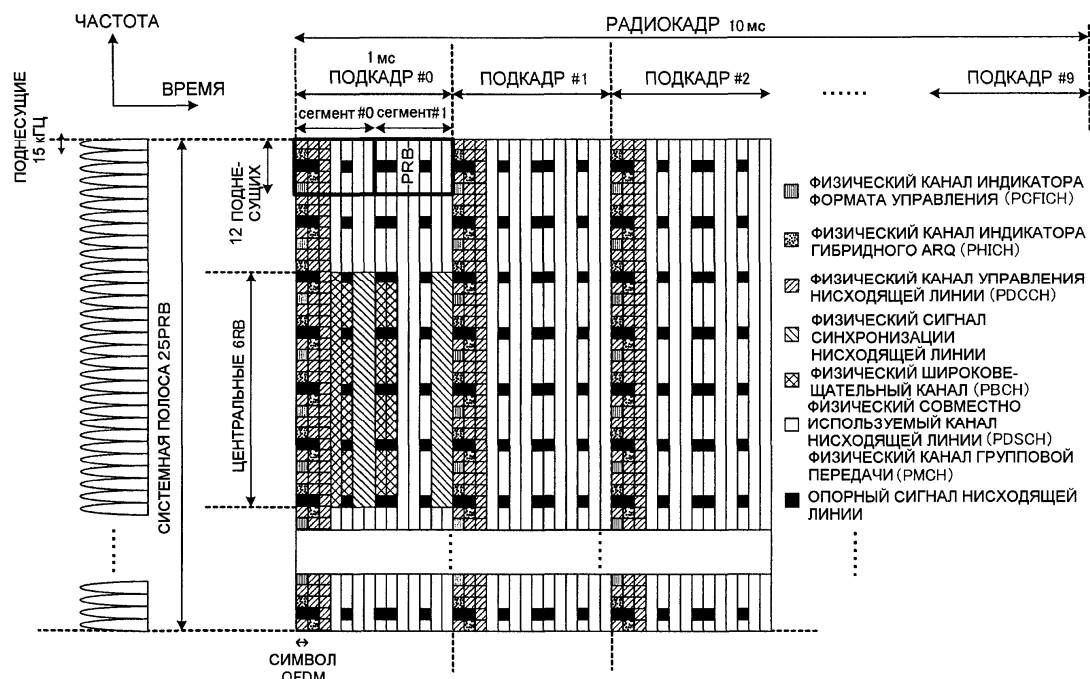 ЧАСТОТА
ВРЕМЯ
РАДИОКАДР 10 мс
1 мс
ПОДКАДР #0
ПОДКАДР #1
ПОДКАДР #2
ПОДКАДР #9
сегмент #0
сегмент#1
ПОДНЕСУЩИЕ
15 кГЦ
12 ПОДНЕ-
СУЩИХ
PRB
СИСТЕМНАЯ ПОЛОСА 25PRB
ЦЕНТРАЛЬНЫЕ 6RB
ФИЗИЧЕСКИЙ КАНАЛ ИНДИКАТОРА
ФОРМАТА УПРАВЛЕНИЯ (PCFICH)
ФИЗИЧЕСКИЙ КАНАЛ ИНДИКАТОРА
ГИБРИДНОГО ARQ (PHICH)
ФИЗИЧЕСКИЙ КАНАЛ УПРАВЛЕНИЯ
НИСХОДЯЩЕЙ ЛИНИИ (PDCCH)
ФИЗИЧЕСКИЙ СИГНАЛ
СИНХРОНИЗАЦИИ
НИСХОДЯЩЕЙ ЛИНИИ
ФИЗИЧЕСКИЙ ШИРОКОВЕ-
ЩАТЕЛЬНЫЙ КАНАЛ (PBCH)
ФИЗИЧЕСКИЙ СОВМЕСТНО
ИСПОЛЬЗУЕМЫЙ КАНАЛ
НИСХОДЯЩЕЙ ЛИНИИ (PDSCH)
ФИЗИЧЕСКИЙ КАНАЛ ГРУППОВОЙ
ПЕРЕДАЧИ (PMCH)
ОПОРНЫЙ СИГНАЛ НИСХОДЯЩЕЙ
ЛИНИИ
СИМВОЛ
OFDM